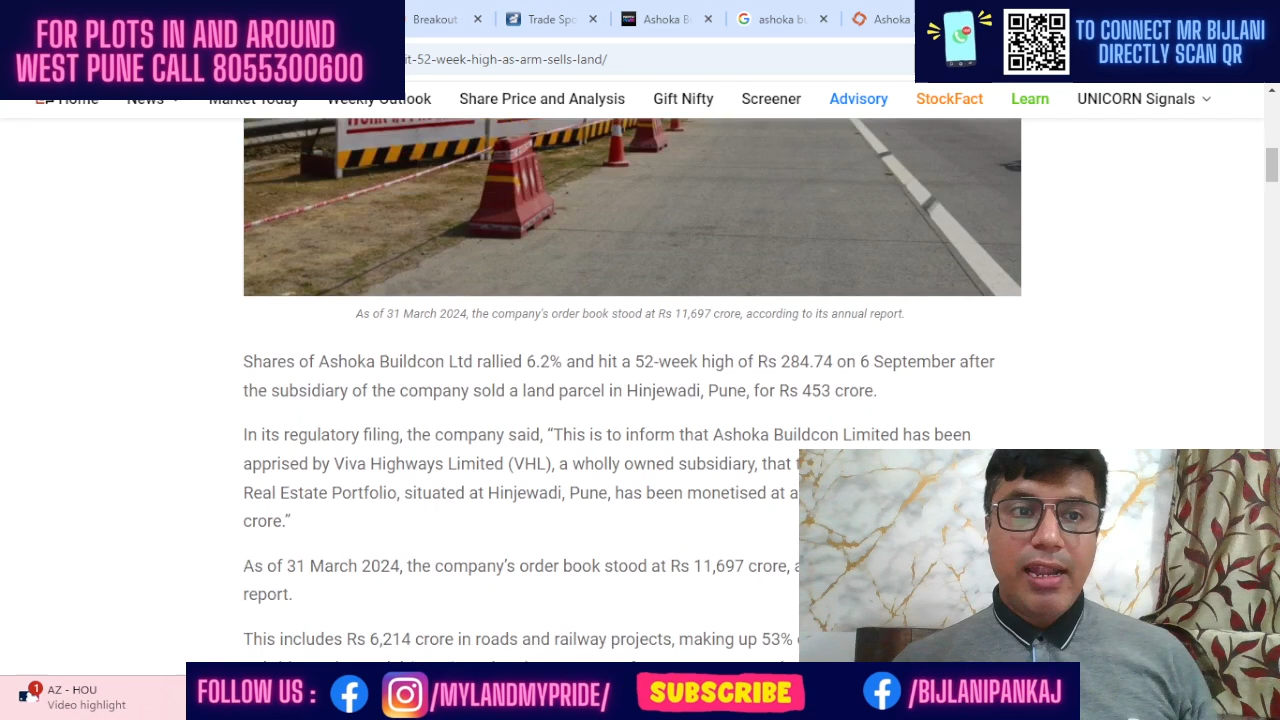 FOR PLOTS IN AND AROUND
WEST PUNE CALL 8055300600
Breakout
Trade Spo
Ashoka B
ashoka bu
Ashoka
TO CONNECT MR BIJLANI
DIRECTLY SCAN QR
it-52-week-high-as-arm-sells-land/
Home News Market Today Weekly Outlook Share Price and Analysis Gift Nifty Screener Advisory StockFact Learn UNICORN Signals
As of 31 March 2024, the company's order book stood at Rs 11,697 crore, according to its annual report.
Shares of Ashoka Buildcon Ltd rallied 6.2% and hit a 52-week high of Rs 284.74 on 6 September after
the subsidiary of the company sold a land parcel in Hinjewadi, Pune, for Rs 453 crore.
In its regulatory filing, the company said, “This is to inform that Ashoka Buildcon Limited has been
apprised by Viva Highways Limited (VHL), a wholly owned subsidiary, that
Real Estate Portfolio, situated at Hinjewadi, Pune, has been monetised at a
crore.”
As of 31 March 2024, the company’s order book stood at Rs 11,697 crore, a
report.
This includes Rs 6,214 crore in roads and railway projects, making up 53%
1
AZ - HOU
Video highlight
FOLLOW US : /MYLANDMYPRIDE/ SUBSCRIBE /BIJLANIPANKAJ